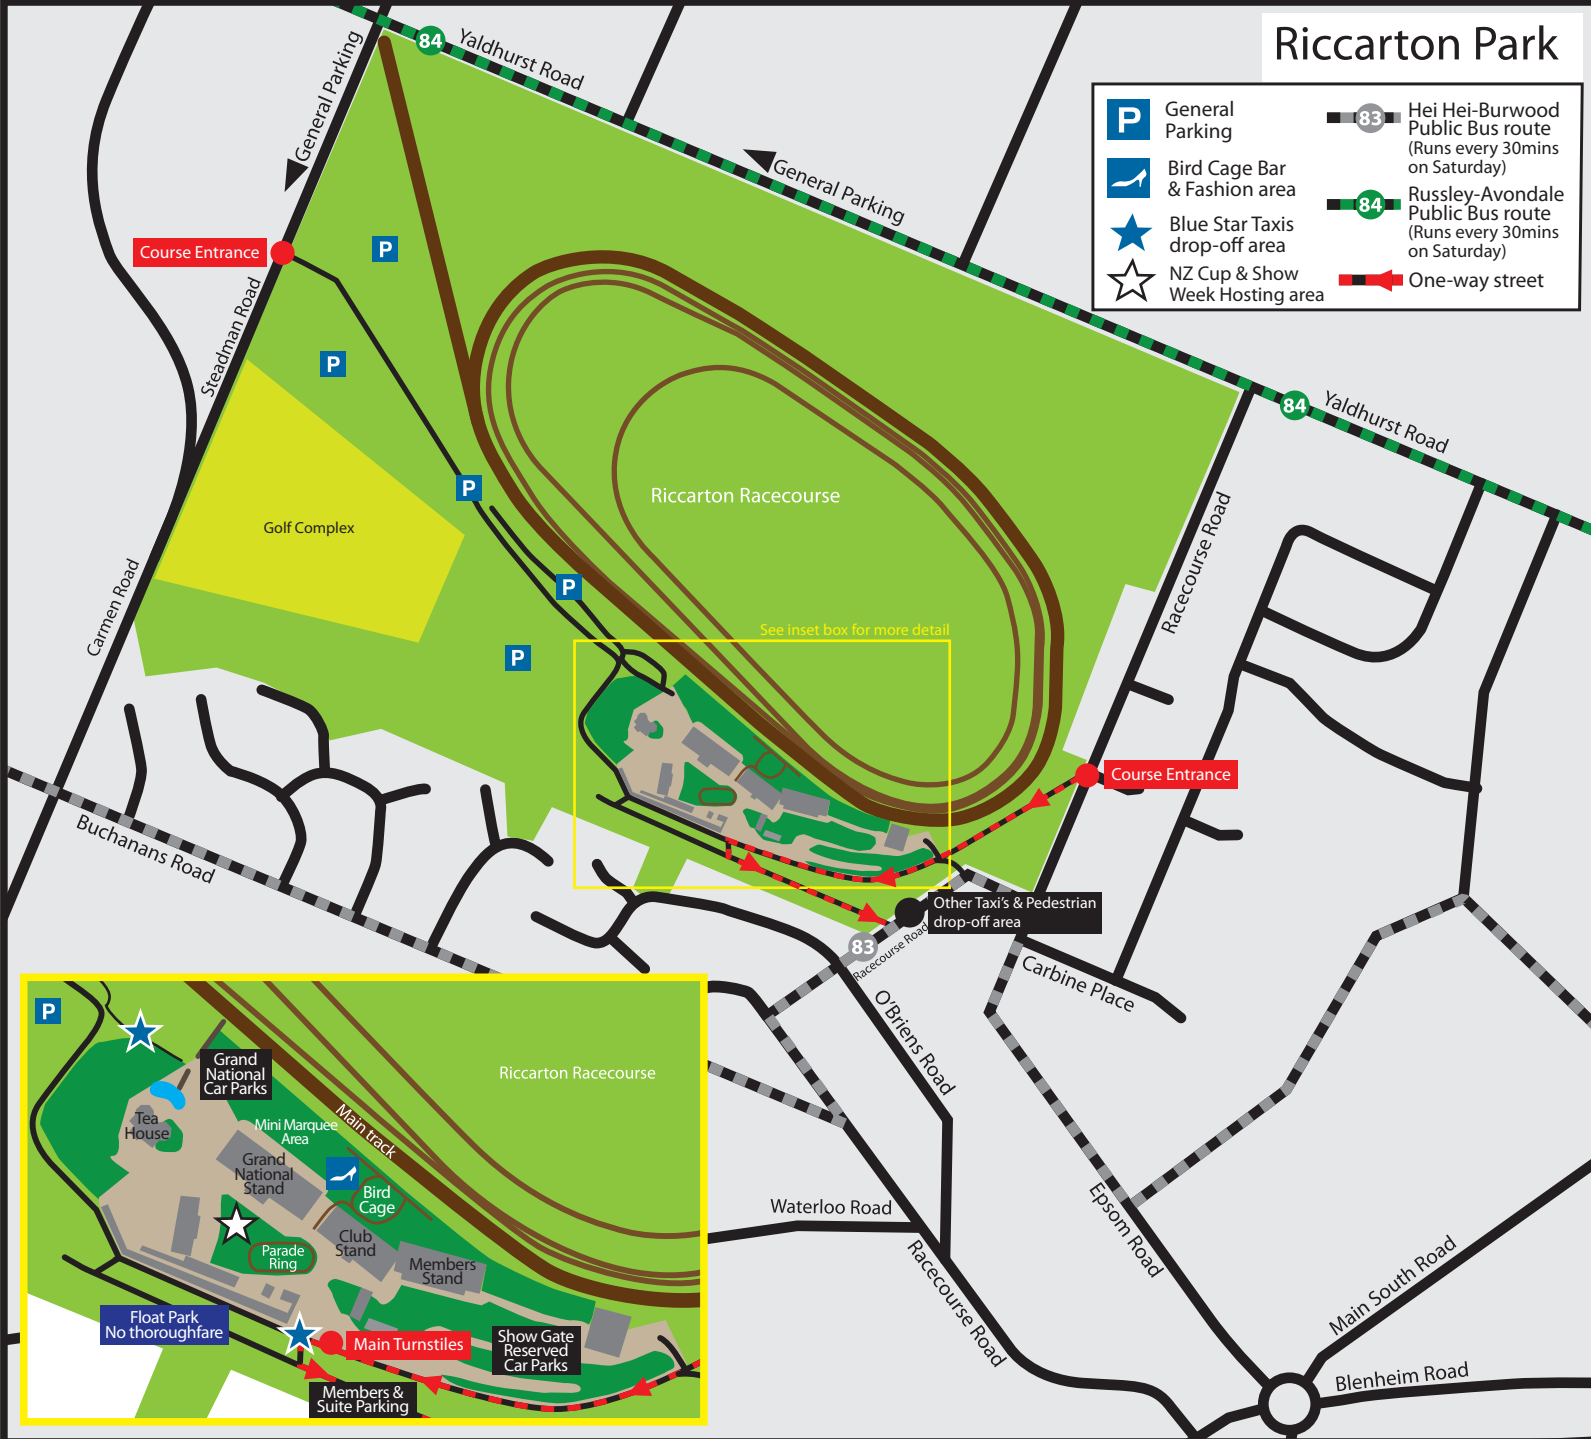 Riccarton Park
P
General
Parking
Bird Cage Bar
& Fashion area
Blue Star Taxis
drop-off area
NZ Cup & Show
Week Hosting area
83
Hei Hei-Burwood
Public Bus route
(Runs every 30mins
on Saturday)
84
Russley-Avondale
Public Bus route
(Runs every 30mins
on Saturday)
One-way street
84
Yaldhurst Road
General Parking
General Parking
Course Entrance
P
Steadman Road
P
84
Yaldhurst Road
P
Riccarton Racecourse
Golf Complex
Racecourse Road
P
Carmen Road
See inset box for more detail
P
Course Entrance
Buchanans Road
Other Taxi's & Pedestrian
drop-off area
83
Racecourse Road
Carbine Place
O'Briens Road
Waterloo Road
Epsom Road
Racecourse Road
Main South Road
Blenheim Road
P
Grand
National
Car Parks
Riccarton Racecourse
Tea
House
Mini Marquee
Area
Main track
Grand
National
Stand
Bird
Cage
Club
Stand
Parade
Ring
Members
Stand
Float Park
No thoroughfare
Main Turnstiles
Show Gate
Reserved
Car Parks
Members &
Suite Parking